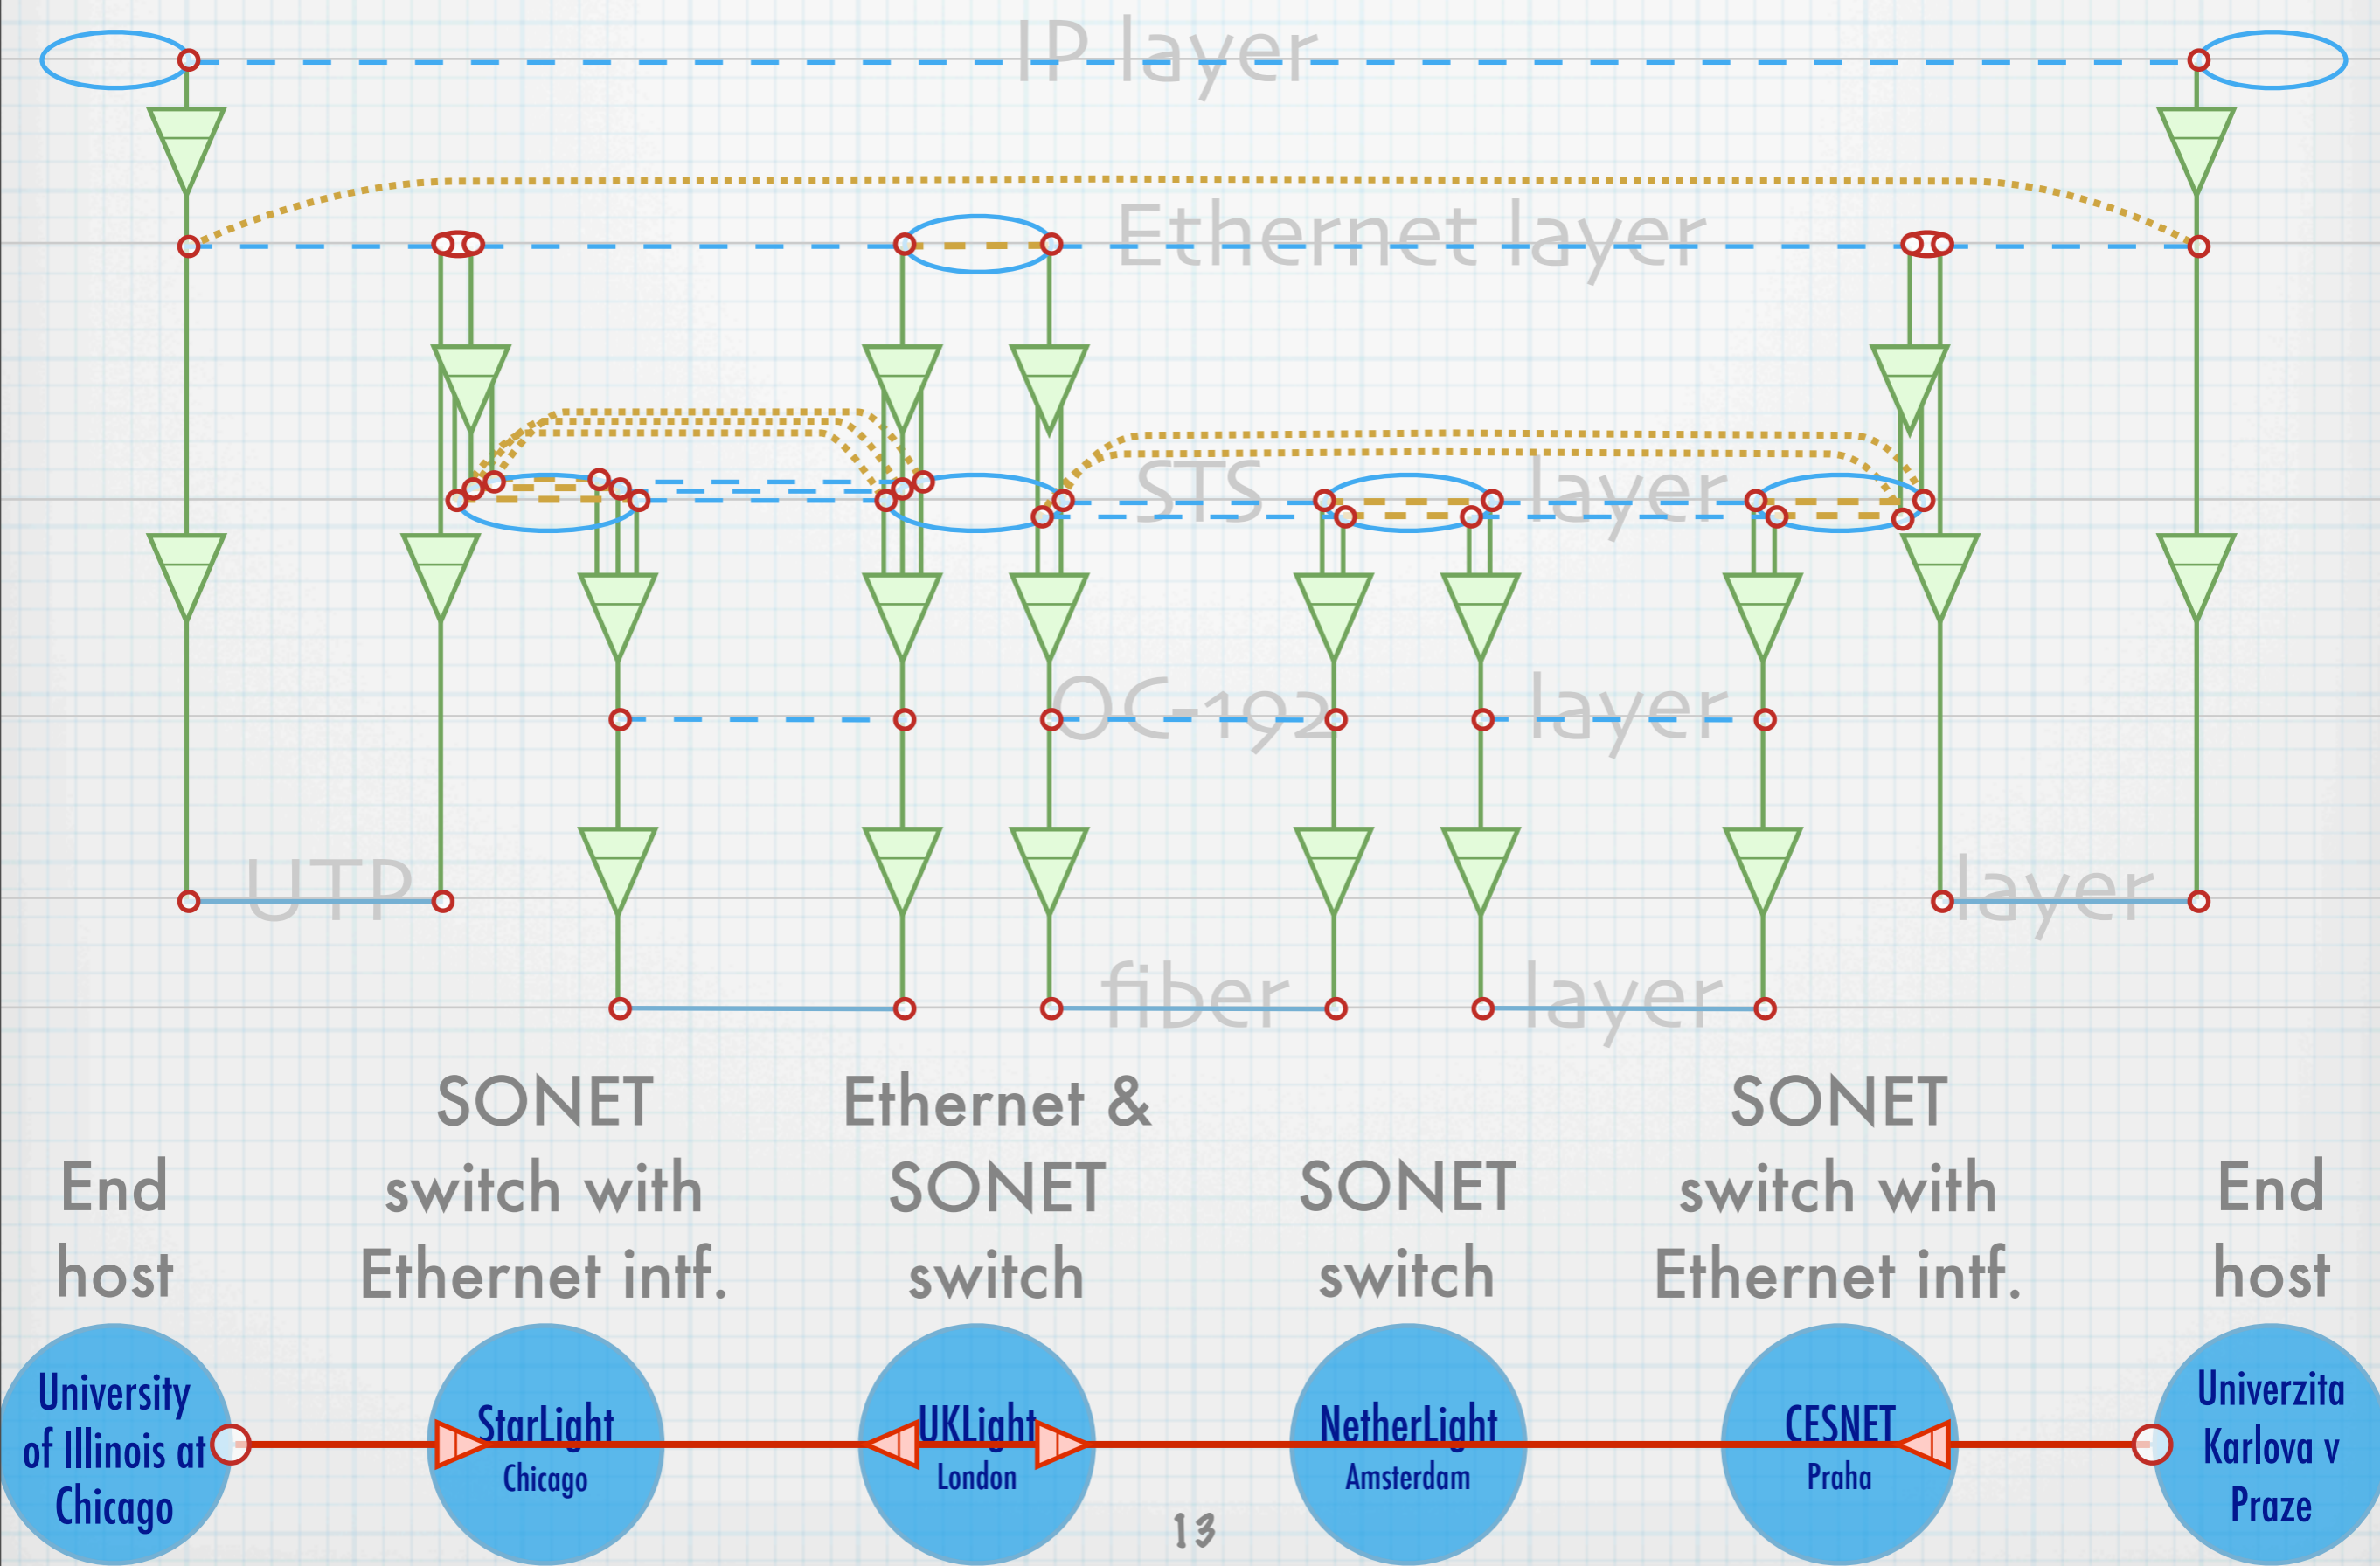 IP layer
Ethernet layer
STS layer
OC-192 layer
UTP layer
fiber layer
End
host
SONET
switch with
Ethernet intf.
Ethernet &
SONET
switch
SONET
switch
SONET
switch with
Ethernet intf.
End
host
University
of Illinois at
Chicago
StarLight
Chicago
UKLight
London
NetherLight
Amsterdam
CESNET
Praha
Univerzita
Karlova v
Praze
13